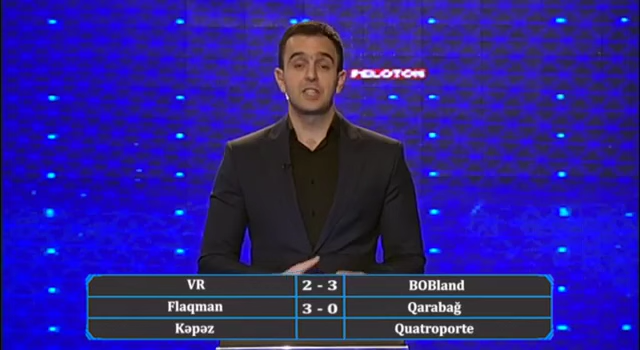 PELOTON
VR 2 - 3 BOBland
Flaqman 3 - 0 Qarabağ
Kəpəz Quatroporte